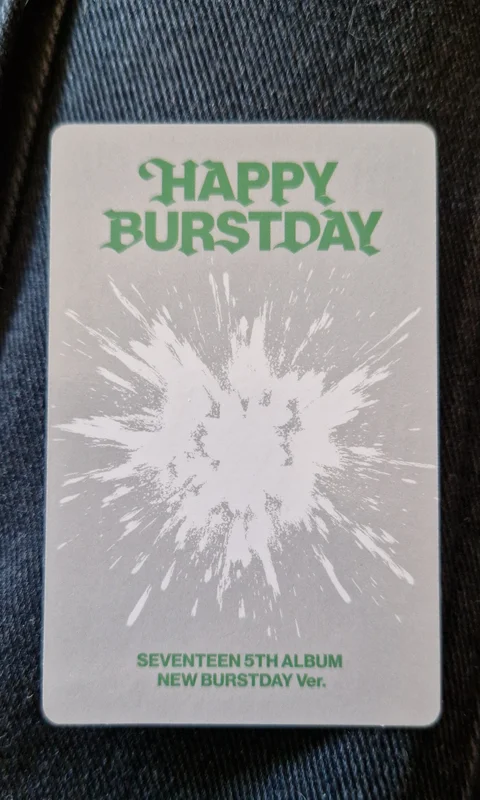 HAPPY
BURSTDAY
SEVENTEEN 5TH ALBUM
NEW BURSTDAY Ver.